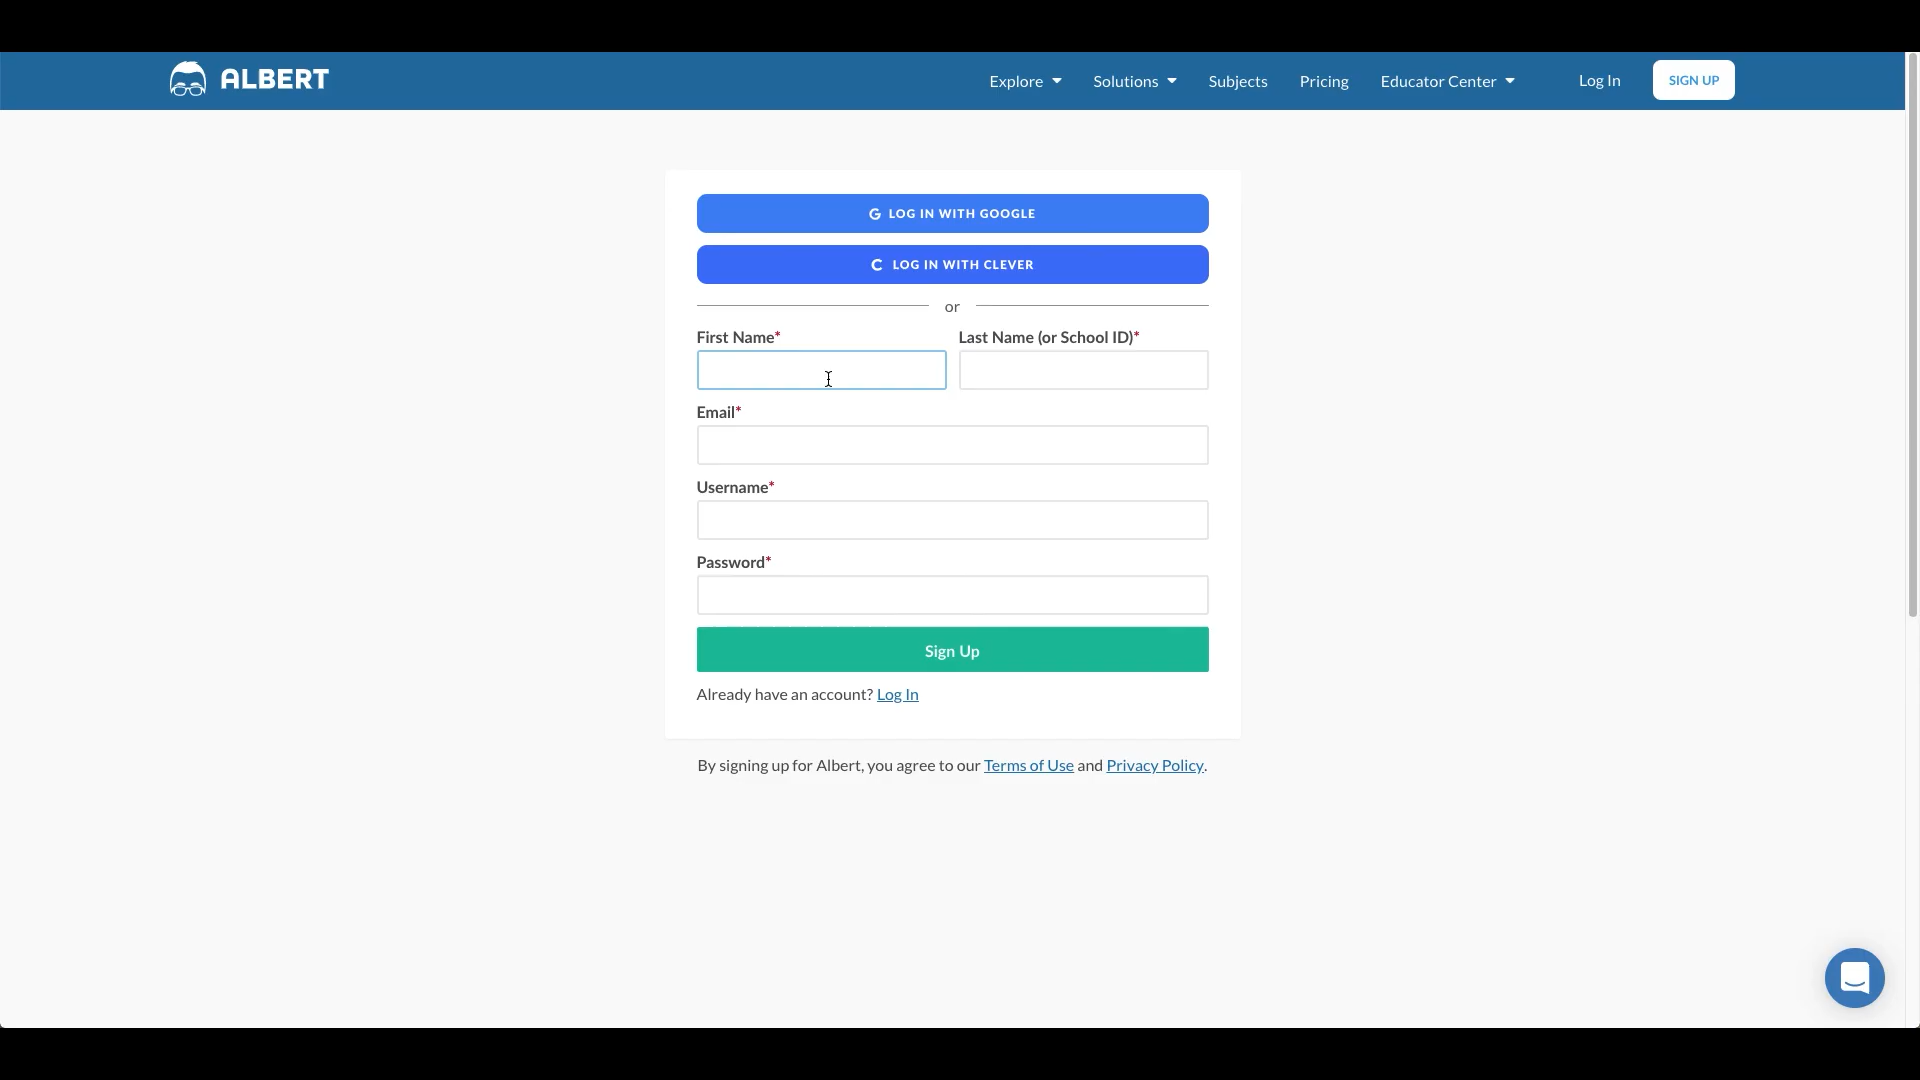 ALBERT
Explore Solutions Subjects Pricing Educator Center Log In SIGN UP
G LOG IN WITH GOOGLE
C LOG IN WITH CLEVER
or
First Name* Last Name (or School ID)*
Email*
Username*
Password*
Sign Up
Already have an account? Log In
By signing up for Albert, you agree to our Terms of Use and Privacy Policy.